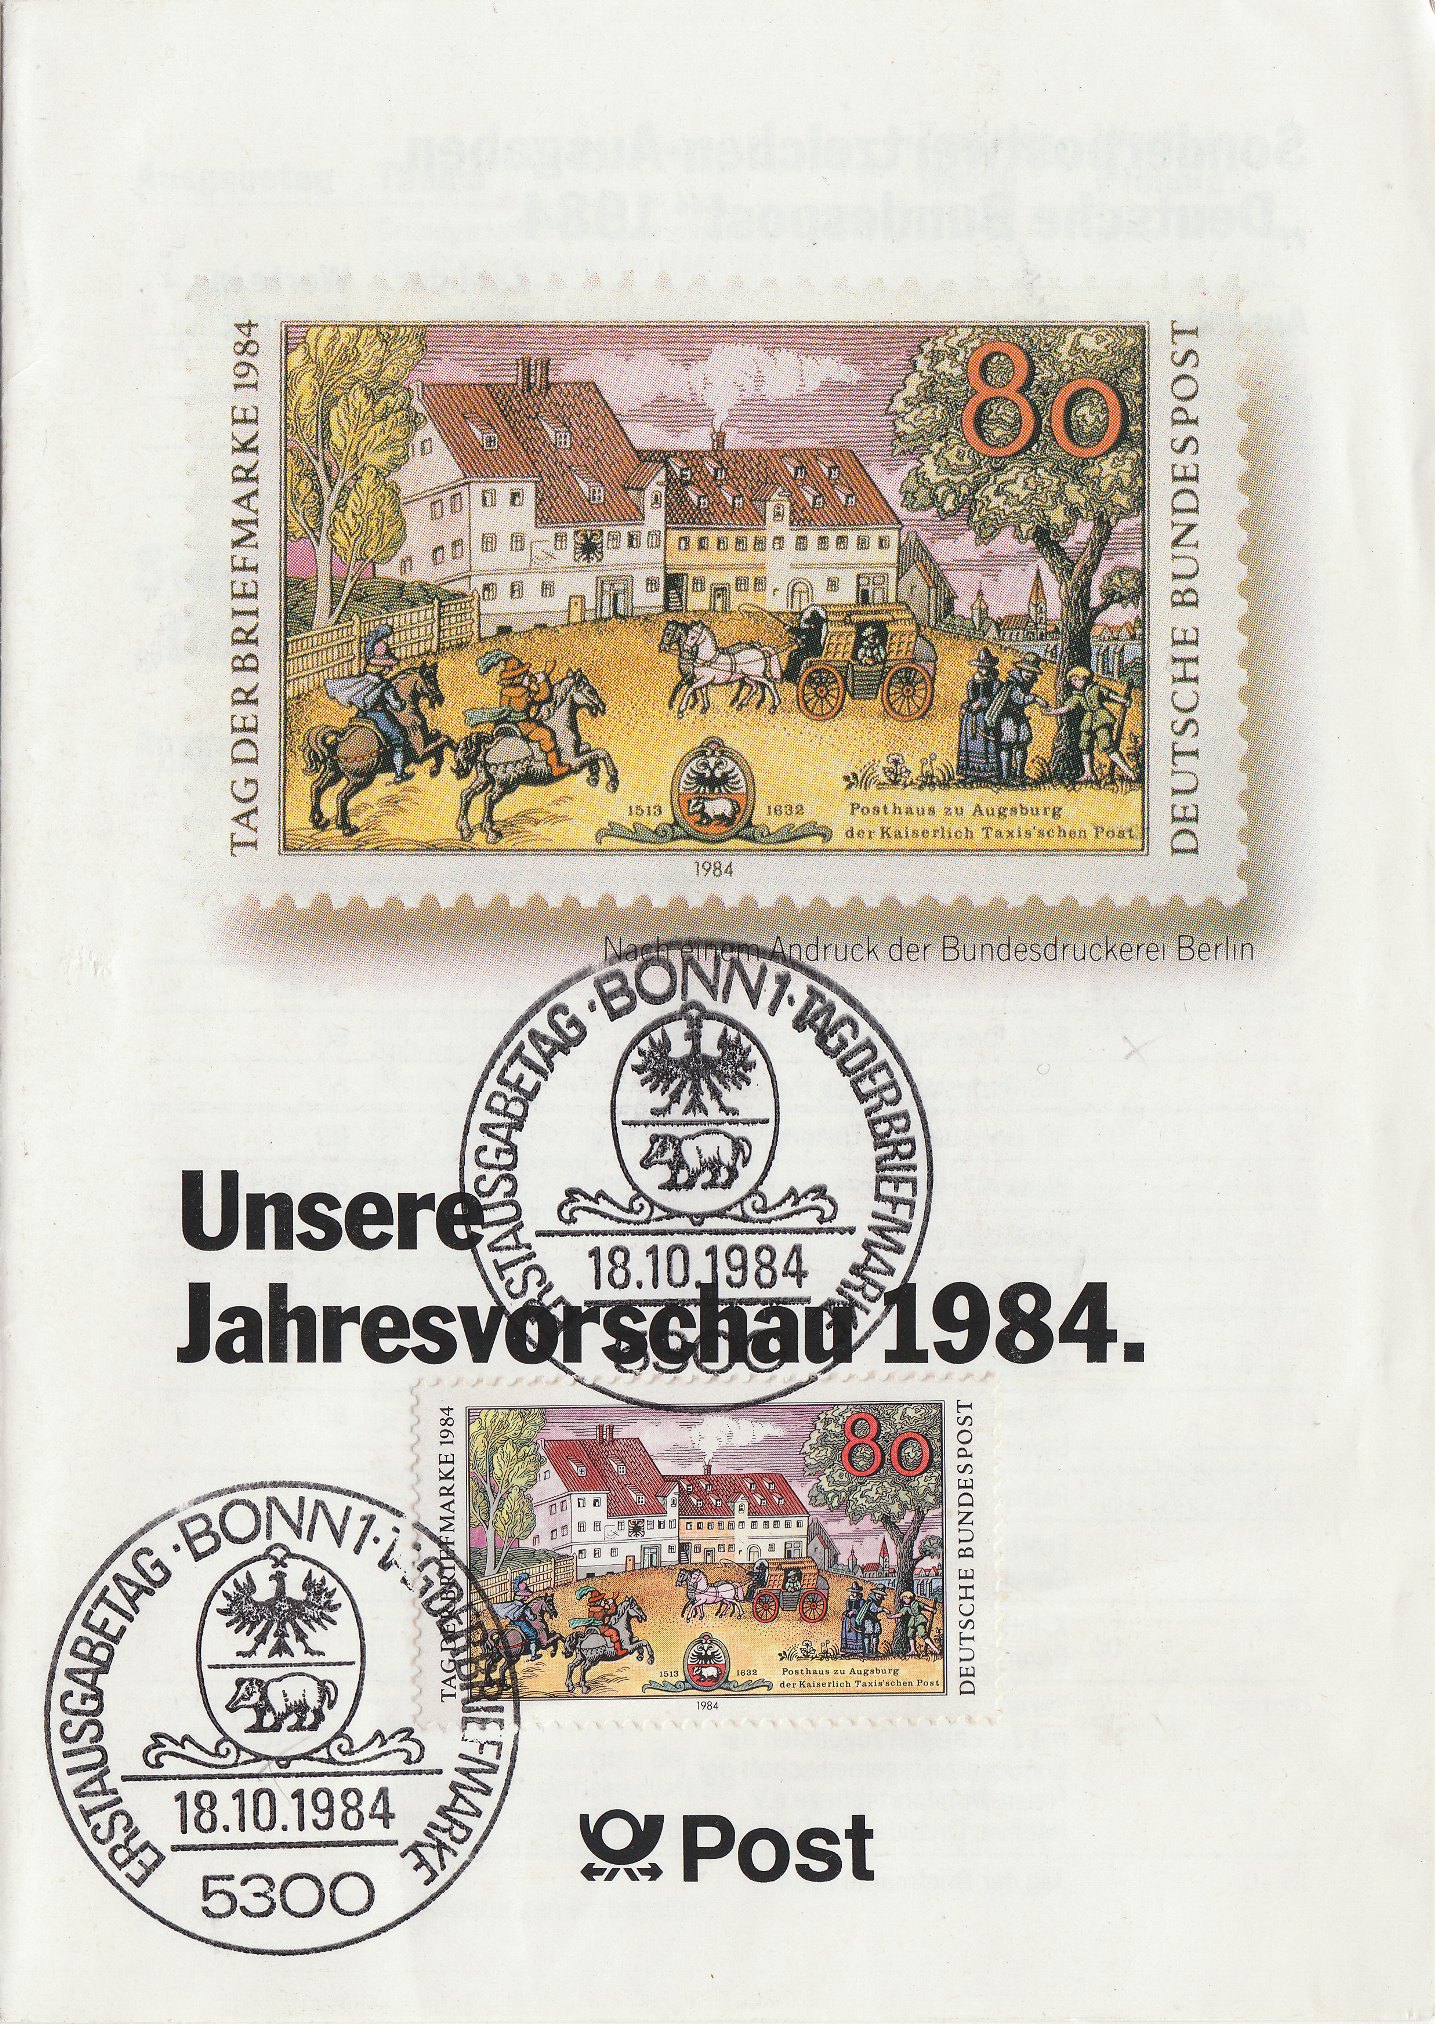 TAG DER BRIEFMARKE 1984
80
DEUTSCHE BUNDESPOST
1513 1632
Posthaus zu Augsburg
der Kaiserlich Taxis'schen Post
1984
Nach einem Andruck der Bundesdruckerei Berlin
ERSTAUSGABETAG · BONN 1 · TAG DER BRIEFMARKE
18.10.1984
5300
Unsere
Jahresvorschau 1984.
TAG DER BRIEFMARKE 1984
80
DEUTSCHE BUNDESPOST
1513 1632
Posthaus zu Augsburg
der Kaiserlich Taxis'schen Post
1984
ERSTAUSGABETAG · BONN 1 · TAG DER BRIEFMARKE
18.10.1984
5300
Post